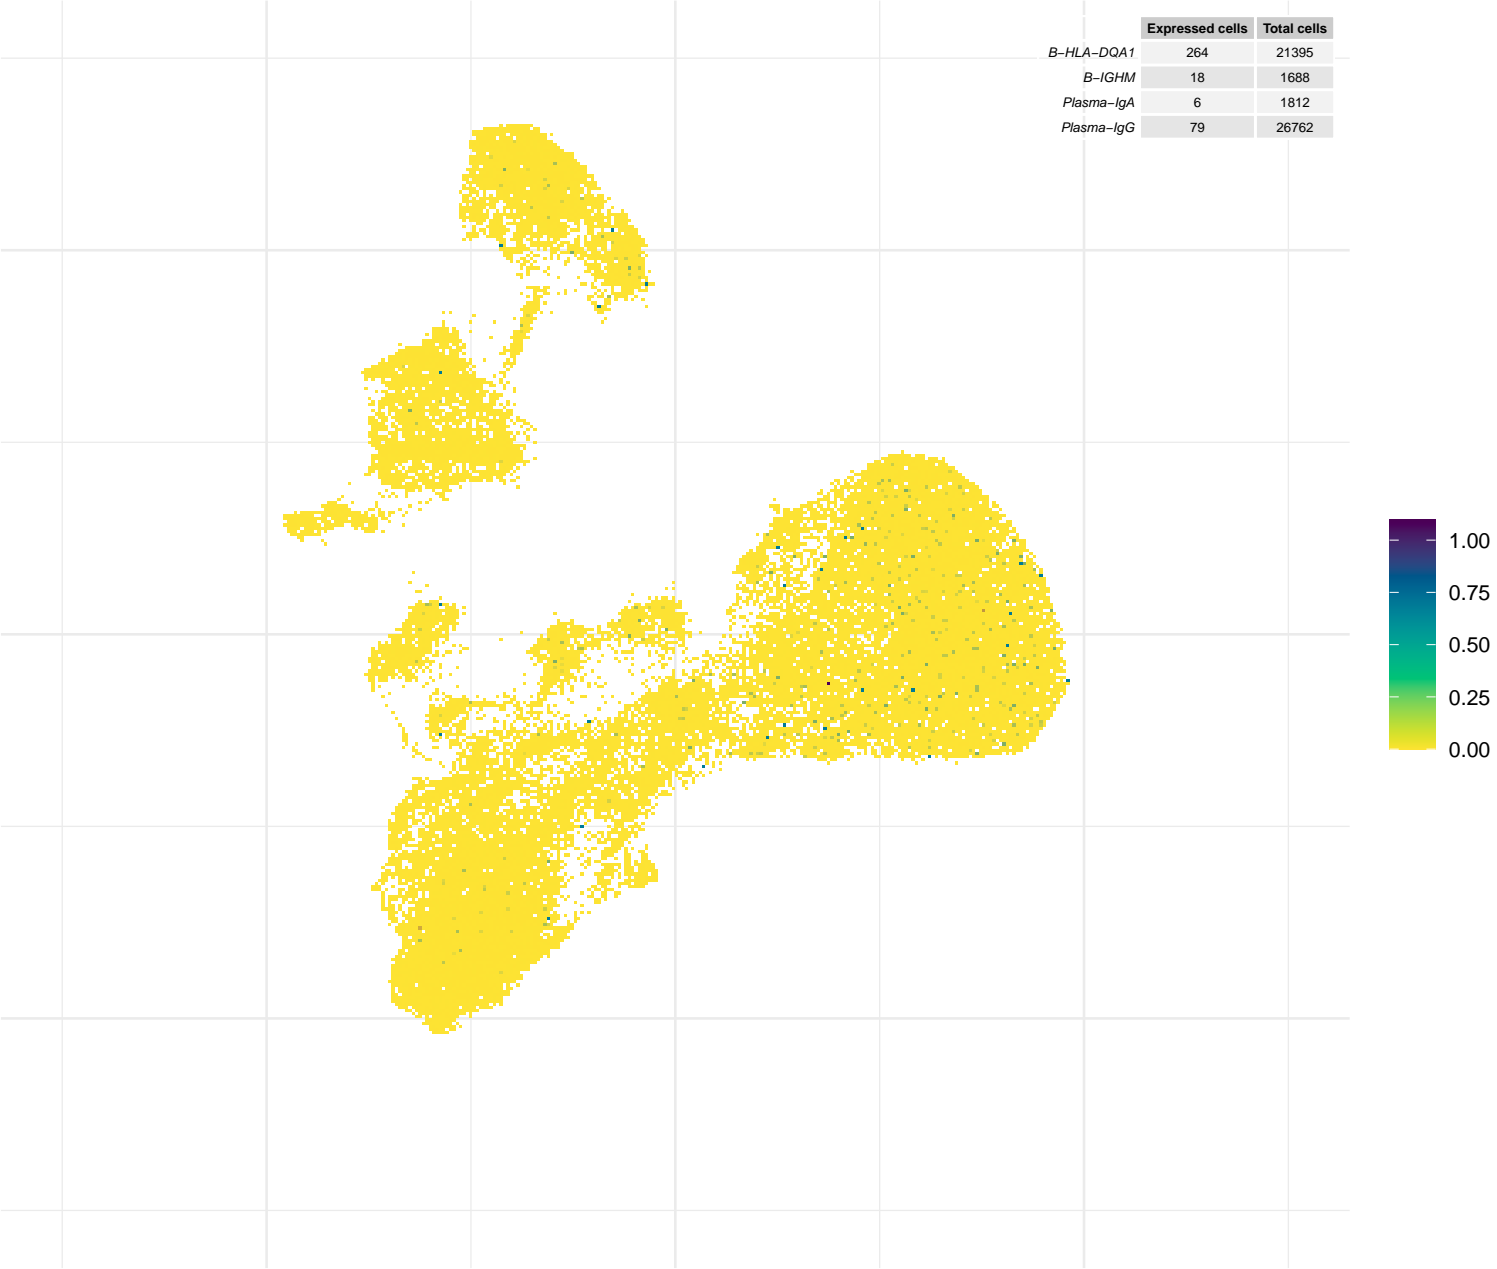 Expressed cells Total cells
B−HLA−DQA1 264 21395
B−IGHM 18 1688
Plasma−IgA 6 1812
Plasma−IgG 79 26762
1.00
0.75
0.50
0.25
0.00